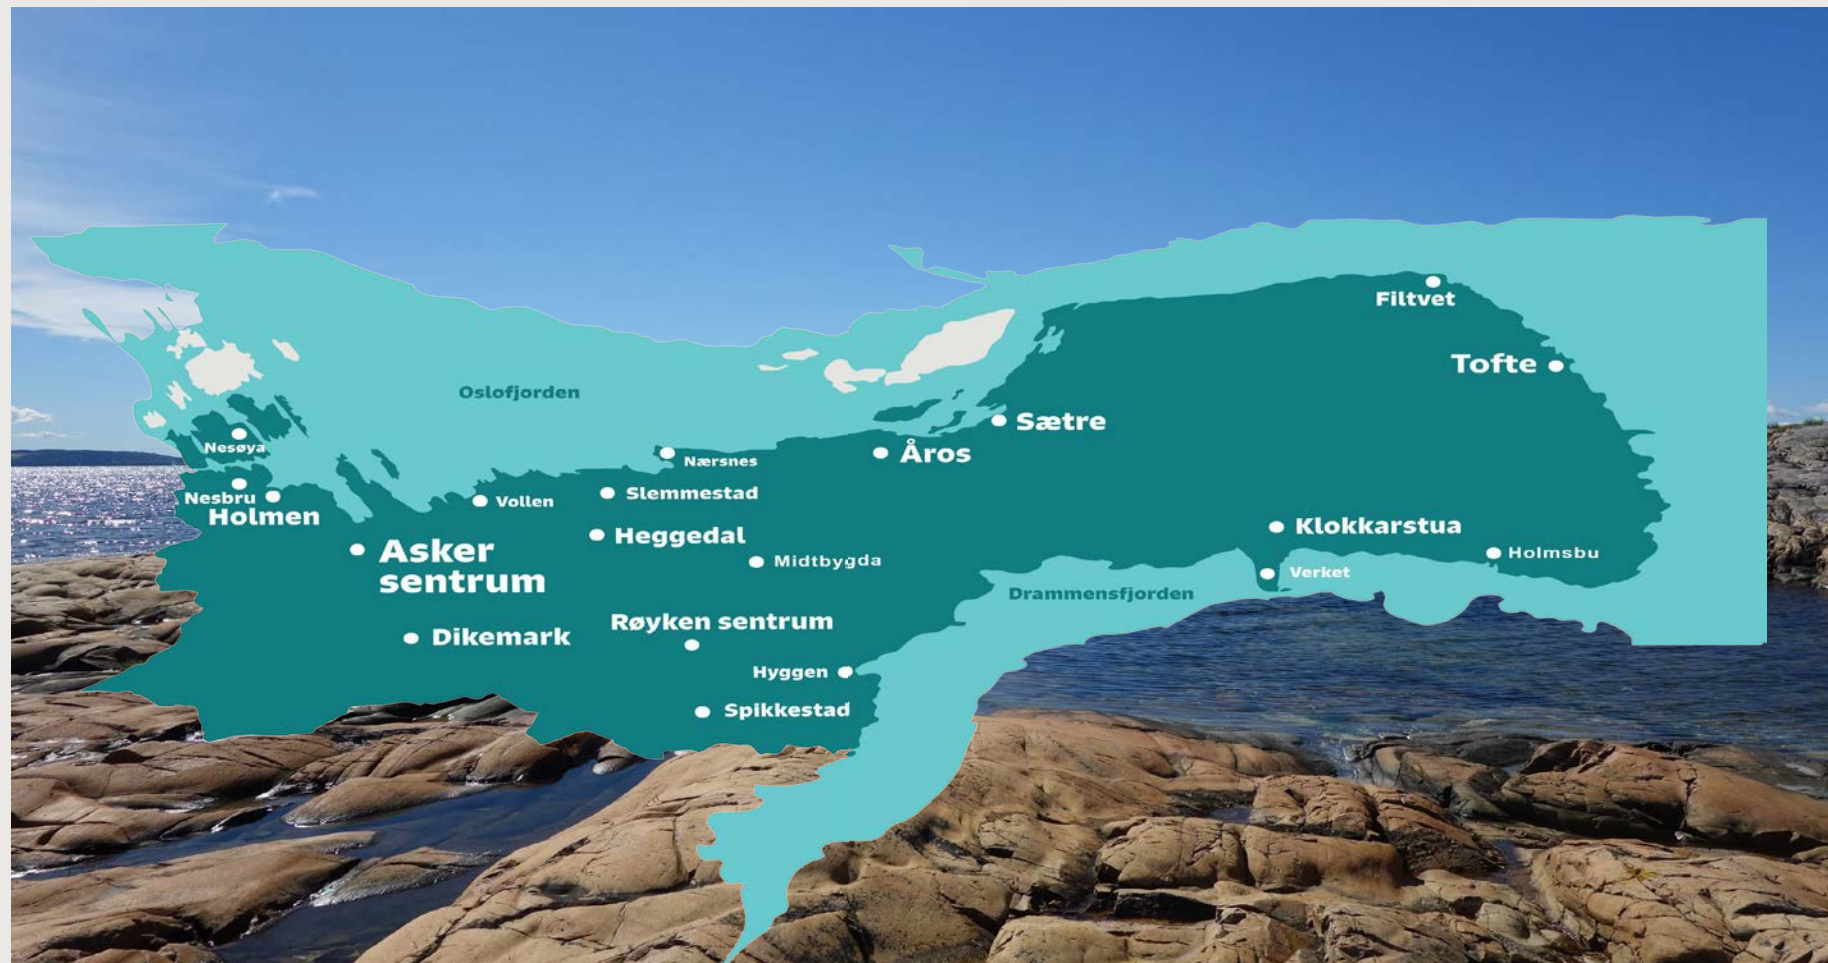 Filtvet
Tofte
Oslofjorden
Sætre
Nesøya
Åros
Nærsnes
Nesbru
Holmen
Vollen
Slemmestad
Klokkarstua
Heggedal
Asker
sentrum
Midtbygda
Holmsbu
Verket
Drammensfjorden
Røyken sentrum
Dikemark
Hyggen
Spikkestad